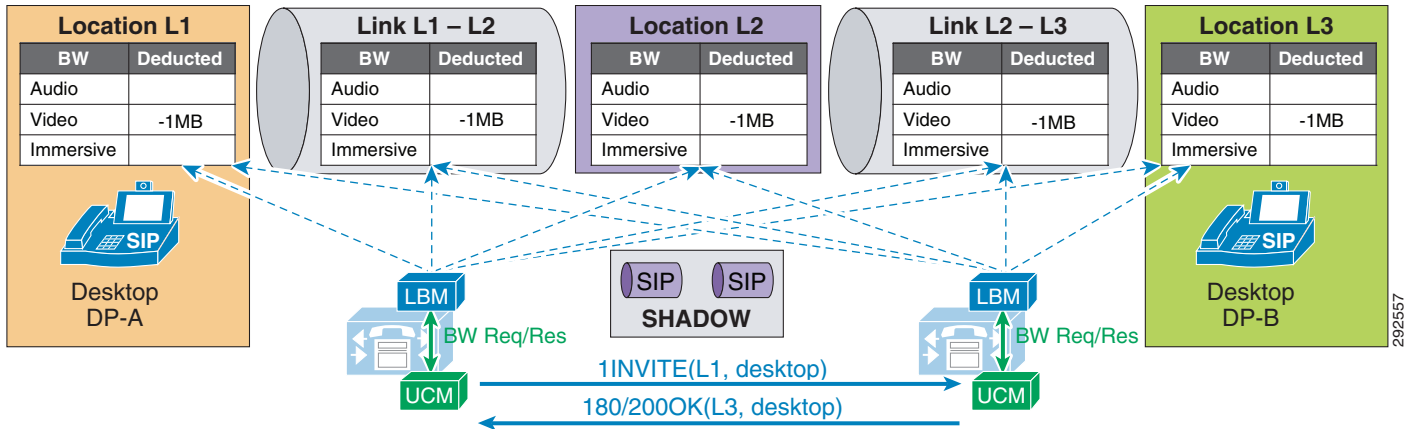 Location L1
BW Deducted
Audio
Video -1MB
Immersive
SIP
Desktop
DP-A
Link L1 – L2
BW Deducted
Audio
Video -1MB
Immersive
Location L2
BW Deducted
Audio
Video -1MB
Immersive
Link L2 – L3
BW Deducted
Audio
Video -1MB
Immersive
Location L3
BW Deducted
Audio
Video -1MB
Immersive
SIP
Desktop
DP-B
LBM
BW Req/Res
UCM
SIP SIP
SHADOW
LBM
BW Req/Res
UCM
1INVITE(L1, desktop)
180/200OK(L3, desktop)
292557